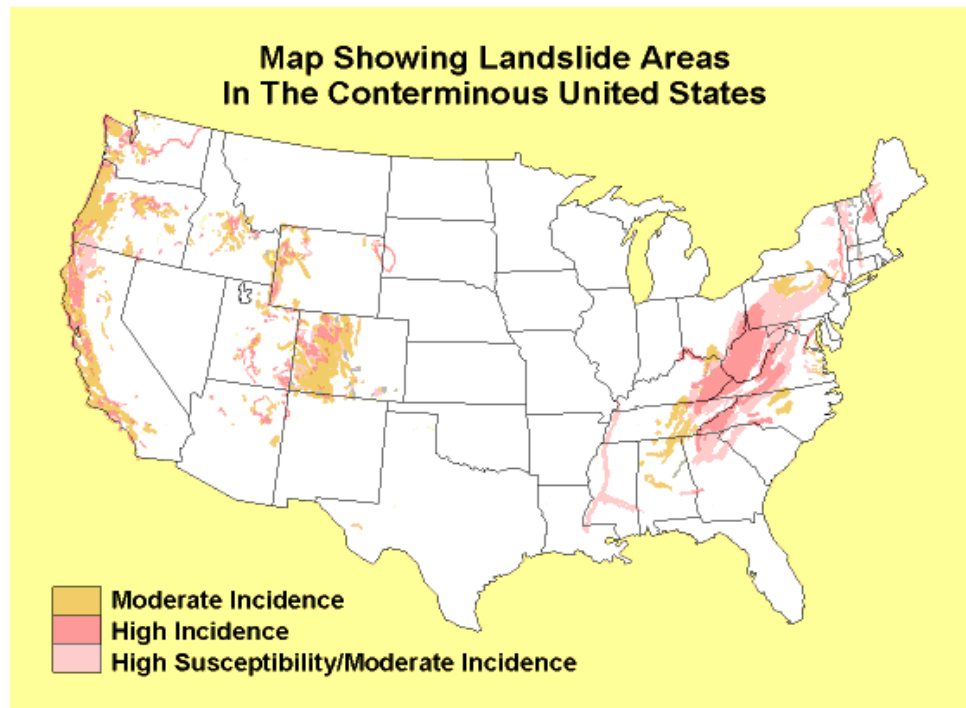 Map Showing Landslide Areas
In The Conterminous United States
Moderate Incidence
High Incidence
High Susceptibility/Moderate Incidence